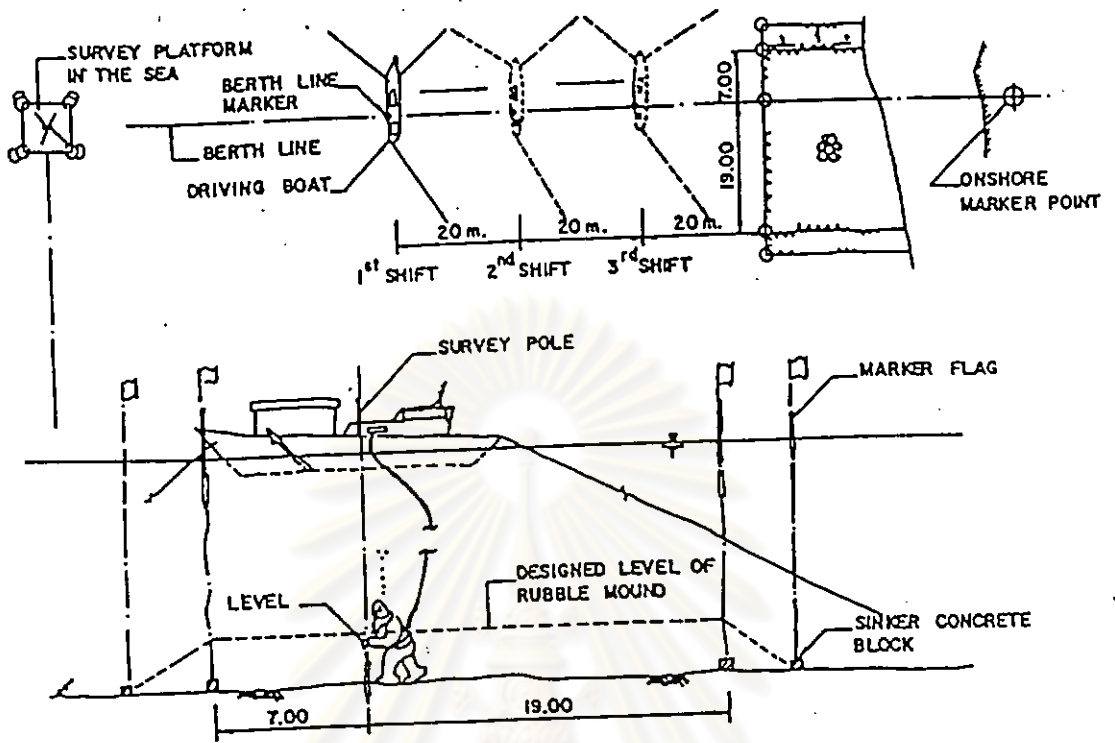 SURVEY PLATFORM
IN THE SEA
BERTH LINE
MARKER
BERTH LINE
DRIVING BOAT
20 m.
20 m.
20 m.
1st SHIFT
2nd SHIFT
3rd SHIFT
7.00
19.00
ONSHORE
MARKER POINT
SURVEY POLE
MARKER FLAG
LEVEL
DESIGNED LEVEL OF
RUBBLE MOUND
SINKER CONCRETE
BLOCK
7.00
19.00